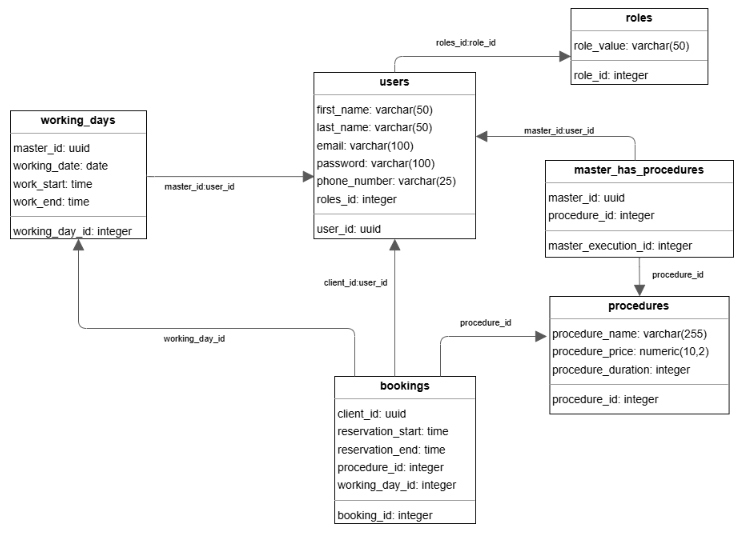 roles
role_value: varchar(50)
role_id: integer
roles_id:role_id
users
first_name: varchar(50)
last_name: varchar(50)
email: varchar(100)
password: varchar(100)
phone_number: varchar(25)
roles_id: integer
user_id: uuid
working_days
master_id: uuid
working_date: date
work_start: time
work_end: time
working_day_id: integer
master_id:user_id
master_id:user_id
master_has_procedures
master_id: uuid
procedure_id: integer
master_execution_id: integer
procedure_id
client_id:user_id
procedures
procedure_name: varchar(255)
procedure_price: numeric(10,2)
procedure_duration: integer
procedure_id: integer
procedure_id
working_day_id
bookings
client_id: uuid
reservation_start: time
reservation_end: time
procedure_id: integer
working_day_id: integer
booking_id: integer